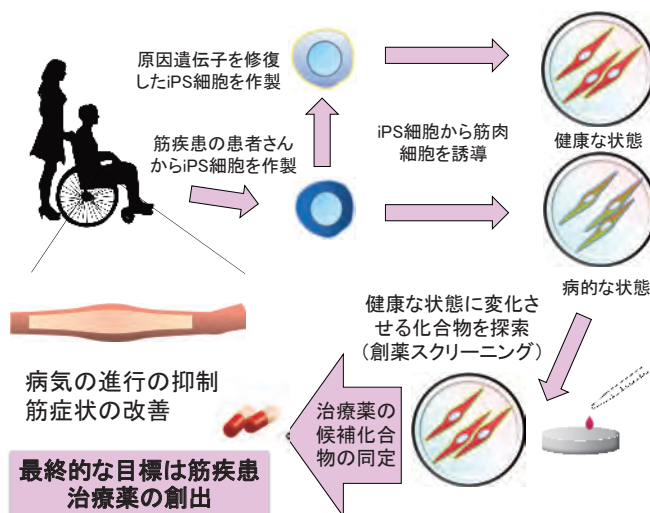 原因遺伝子を修復
したiPS細胞を作製
筋疾患の患者さん
からiPS細胞を作製
iPS細胞から筋肉
細胞を誘導
健康な状態
病的な状態
健康な状態に変化さ
せる化合物を探索
（創薬スクリーニング）
治療薬の
候補化合
物の同定
病気の進行の抑制
筋症状の改善
最終的な目標は筋疾患
治療薬の創出